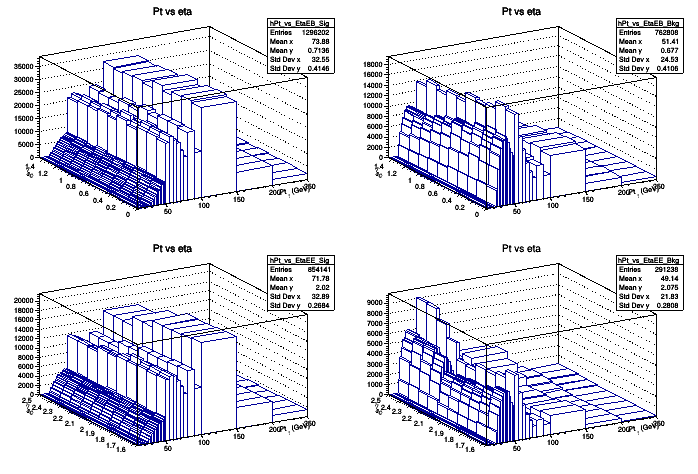 Pt vs eta
hPt_vs_EtaEB_Sig
Entries 1296202
Mean x 73.88
Mean y 0.7136
Std Dev x 32.55
Std Dev y 0.4146
35000
30000
25000
20000
15000
10000
5000
0
1.4
1.2
1
0.8
0.6
0.4
0.2
0
50
100
150
200
250
Pt (GeV)
Pt vs eta
hPt_vs_EtaEB_Bkg
Entries 762808
Mean x 51.41
Mean y 0.677
Std Dev x 24.53
Std Dev y 0.4106
18000
16000
14000
12000
10000
8000
6000
4000
2000
0
1.4
1.2
1
0.8
0.6
0.4
0.2
0
50
100
150
200
250
Pt (GeV)
Pt vs eta
hPt_vs_EtaEE_Sig
Entries 854141
Mean x 71.78
Mean y 2.02
Std Dev x 32.89
Std Dev y 0.2684
20000
18000
16000
14000
12000
10000
8000
6000
4000
2000
0
2.5
2.4
2.3
2.2
2.1
2
1.9
1.8
1.7
1.6
50
100
150
200
250
Pt (GeV)
Pt vs eta
hPt_vs_EtaEE_Bkg
Entries 291238
Mean x 49.14
Mean y 2.075
Std Dev x 21.83
Std Dev y 0.2808
9000
8000
7000
6000
5000
4000
3000
2000
1000
0
2.5
2.4
2.3
2.2
2.1
2
1.9
1.8
1.7
1.6
50
100
150
200
250
Pt (GeV)